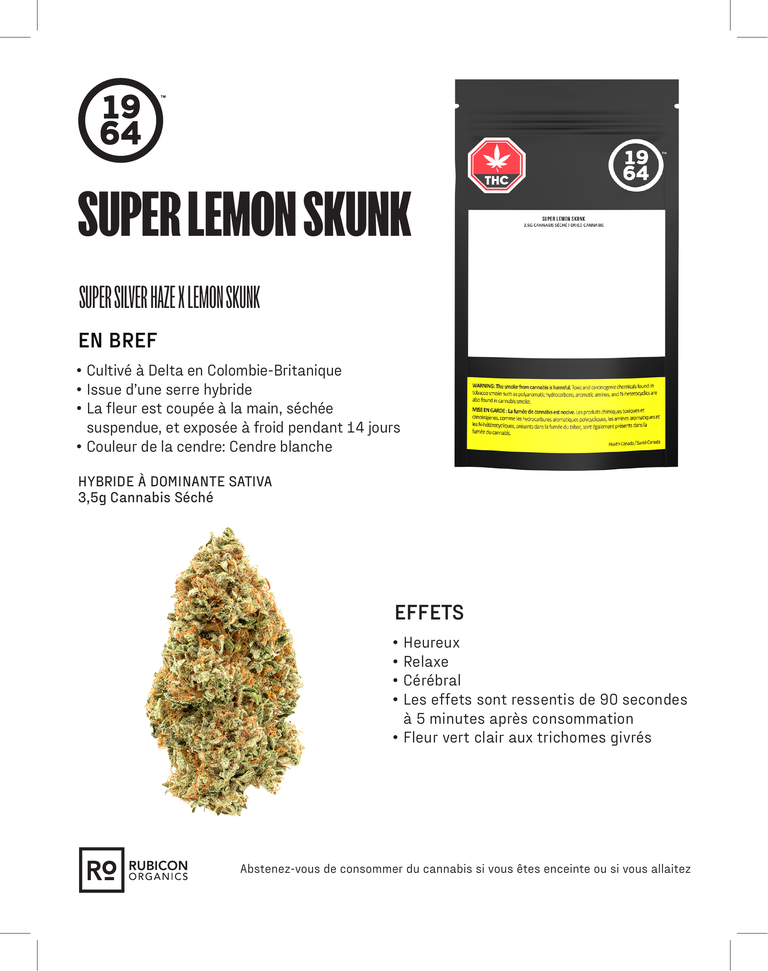 19
64
™
SUPER LEMON SKUNK
SUPER SILVER HAZE X LEMON SKUNK
EN BREF
• Cultivé à Delta en Colombie-Britanique
• Issue d’une serre hybride
• La fleur est coupée à la main, séchée
suspendue, et exposée à froid pendant 14 jours
• Couleur de la cendre: Cendre blanche
HYBRIDE À DOMINANTE SATIVA
3,5g Cannabis Séché
THC
19
64
™
SUPER LEMON SKUNK
3.5G CANNABIS SÉCHÉ / DRIED CANNABIS
WARNING: The smoke from cannabis is harmful. Toxic and carcinogenic chemicals found in
tobacco smoke such as polyaromatic hydrocarbons, aromatic amines, and N-heterocyclics are
also found in cannabis smoke.
MISE EN GARDE : La fumée de cannabis est nocive. Les produits chimiques toxiques et
cancérigènes, comme les hydrocarbures aromatiques polycycliques, les amines aromatiques et
les N-hétérocycliques, présents dans la fumée du tabac, sont également présents dans la
fumée du cannabis.
Health Canada / Santé Canada
EFFETS
• Heureux
• Relaxe
• Cérébral
• Les effets sont ressentis de 90 secondes
à 5 minutes après consommation
• Fleur vert clair aux trichomes givrés
RO
RUBICON
ORGANICS
Abstenez-vous de consommer du cannabis si vous êtes enceinte ou si vous allaitez